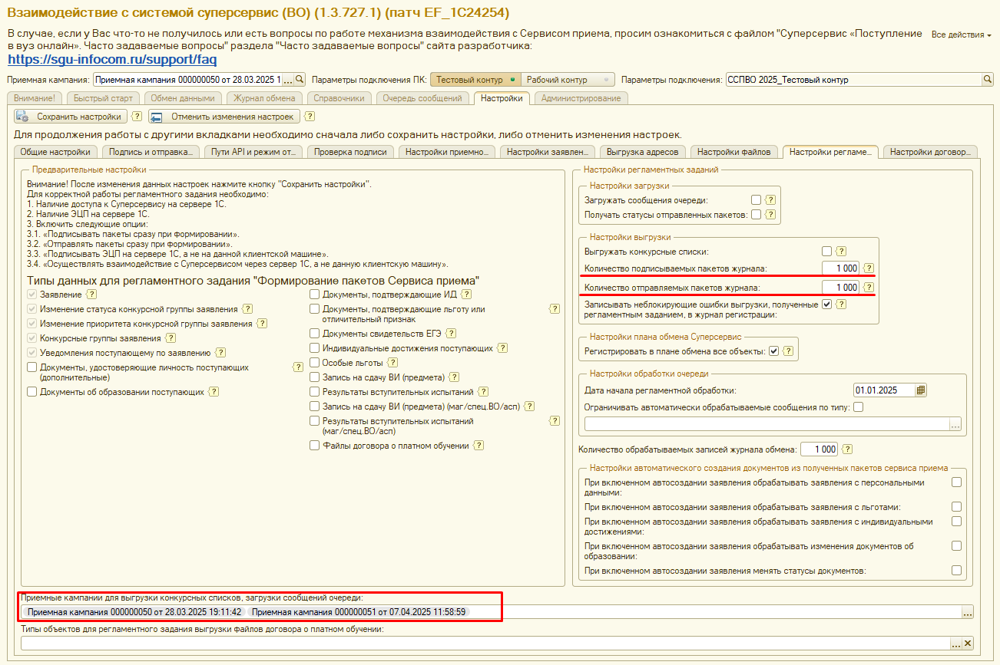 Взаимодействие с системой суперсервис (ВО) (1.3.727.1) (патч EF_1C24254)
В случае, если у Вас что-то не получилось или есть вопросы по работе механизма взаимодействия с Сервисом приема, просим ознакомиться с файлом "Суперсервис «Поступление
в вуз онлайн». Часто задаваемые вопросы" раздела "Часто задаваемые вопросы" сайта разработчика:
Все действия
https://sgu-infocom.ru/support/faq
Приемная кампания: Приемная кампания 000000050 от 28.03.2025 1 ... Параметры подключения ПК: Тестовый контур Рабочий контур Параметры подключения: ССПВО 2025_Тестовый контур
Внимание! Быстрый старт Обмен данными Журнал обмена Справочники Очередь сообщений Настройки Администрирование
Сохранить настройки ? Отменить изменения настроек ?
Для продолжения работы с другими вкладками необходимо сначала либо сохранить настройки, либо отменить изменения настроек.
Общие настройки Подпись и отправка... Пути API и режим от... Проверка подписи Настройки приемно... Настройки заявлен... Выгрузка адресов Настройки файлов Настройки регламе... Настройки договор...
Предварительные настройки
Внимание! После изменения данных настроек нажмите кнопку "Сохранить настройки".
Для корректной работы регламентного задания необходимо:
1. Наличие доступа к Суперсервису на сервере 1С.
2. Наличие ЭЦП на сервере 1С.
3. Включить следующие опции:
3.1. «Подписывать пакеты сразу при формировании».
3.2. «Отправлять пакеты сразу при формировании».
3.3. «Подписывать ЭЦП на сервере 1С, а не на данной клиентской машине».
3.4. «Осуществлять взаимодействие с Суперсервисом через сервер 1С, а не данную клиентскую машину».
Типы данных для регламентного задания "Формирование пакетов Сервиса приема"
Заявление ?
Изменение статуса конкурсной группы заявления ?
Изменение приоритета конкурсной группы заявления ?
Конкурсные группы заявления ?
Уведомления поступающему по заявлению ?
Документы, удостоверяющие личность поступающих ?
(дополнительные)
Документы об образовании поступающих ?
Документы, подтверждающие ИД ?
Документы, подтверждающие льготу или ?
отличительный признак
Документы свидетельств ЕГЭ ?
Индивидуальные достижения поступающих ?
Особые льготы ?
Запись на сдачу ВИ (предмета) ?
Результаты вступительных испытаний ?
Запись на сдачу ВИ (предмета) (маг/спец.ВО/асп) ?
Результаты вступительных испытаний ?
(маг/спец.ВО/асп)
Файлы договора о платном обучении ?
Настройки регламентных заданий
Настройки загрузки
Загружать сообщения очереди: ?
Получать статусы отправленных пакетов: ?
Настройки выгрузки
Выгружать конкурсные списки: ?
Количество подписываемых пакетов журнала: 1 000 ?
Количество отправляемых пакетов журнала: 1 000 ?
Записывать неблокирующие ошибки выгрузки, полученные ?
регламентным заданием, в журнал регистрации:
Настройки плана обмена Суперсервис
Регистрировать в плане обмена все объекты: ?
Настройки обработки очереди
Дата начала регламентной обработки: 01.01.2025
Ограничивать автоматически обрабатываемые сообщения по типу:
...
Количество обрабатываемых записей журнала обмена: 1 000 ?
Настройки автоматического создания документов из полученных пакетов сервиса приема
При включенном автосоздании заявления обрабатывать заявления с персональными
данными:
При включенном автосоздании заявления обрабатывать заявления с льготами:
При включенном автосоздании заявления обрабатывать заявления с индивидуальными
достижениями:
При включенном автосоздании заявления обрабатывать изменения документов об
образовании:
При включенном автосоздании заявления менять статусы документов:
Приемные кампании для выгрузки конкурсных списков, загрузки сообщений очереди:
Приемная кампания 000000050 от 28.03.2025 19:11:42 Приемная кампания 000000051 от 07.04.2025 11:58:59 ...
Типы объектов для регламентного задания выгрузки файлов договора о платном обучении:
... ×